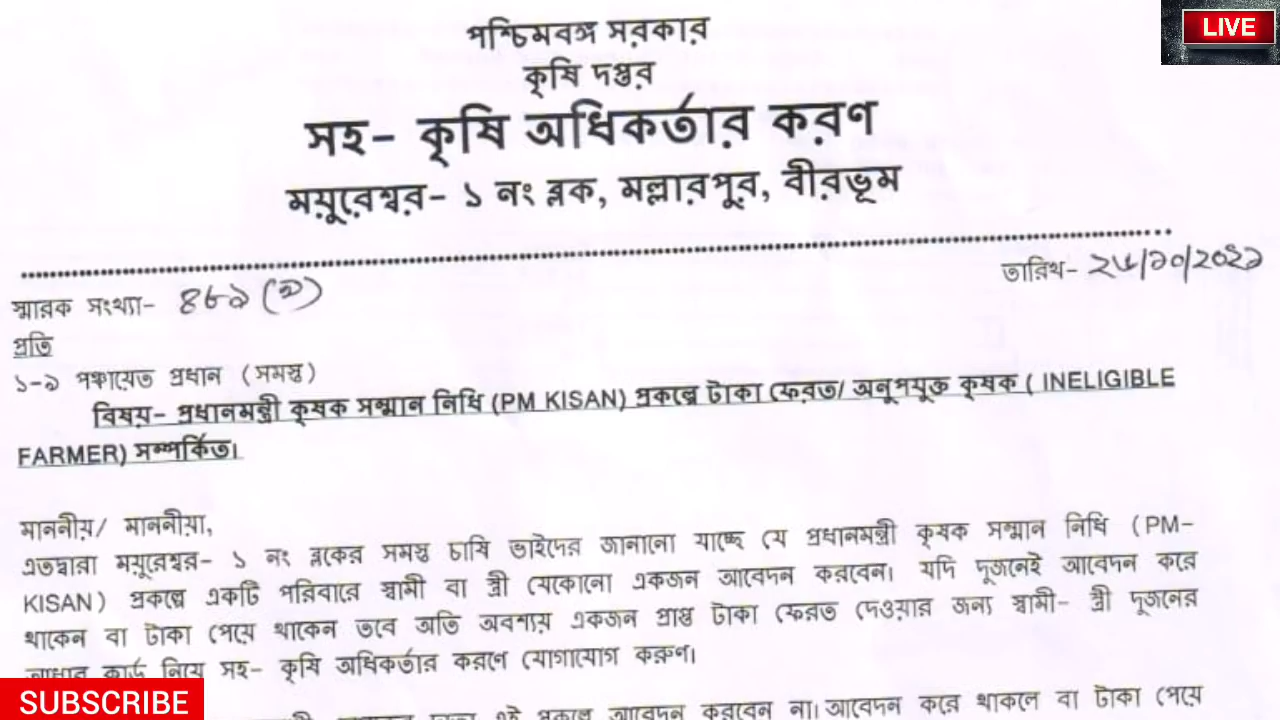 LIVE
পশ্চিমবঙ্গ সরকার
কৃষি দপ্তর
সহ- কৃষি অধিকর্তার করণ
ময়ূরেশ্বর- ১ নং ব্লক, মল্লারপুর, বীরভূম
তারিখ- ২৫/১০/২০২১
স্মারক সংখ্যা- ৪৮৯
প্রতি
১-৯ পঞ্চায়েত প্রধান (সমস্ত)
বিষয়- প্রধানমন্ত্রী কৃষক সম্মান নিধি (PM KISAN) প্রকল্পে টাকা ফেরত/ অনুপযুক্ত কৃষক ( INELIGIBLE
FARMER) সম্পর্কিত।
মাননীয়/ মাননীয়া,
এতদ্বারা ময়ূরেশ্বর- ১ নং ব্লকের সমস্ত চাষি ভাইদের জানানো যাচ্ছে যে প্রধানমন্ত্রী কৃষক সম্মান নিধি (PM-
KISAN) প্রকল্পে একটি পরিবারে স্বামী বা স্ত্রী যেকোনো একজন আবেদন করবেন। যদি দুজনেই আবেদন করে
থাকেন বা টাকা পেয়ে থাকেন তবে অতি অবশ্যয় একজন প্রাপ্ত টাকা ফেরত দেওয়ার জন্য স্বামী- স্ত্রী দুজনের
আধার কার্ড নিয়ে সহ- কৃষি অধিকর্তার করণে যোগাযোগ করুন।
এই প্রকল্পে আবেদন করবেন না। আবেদন করে থাকলে বা টাকা পেয়ে
SUBSCRIBE